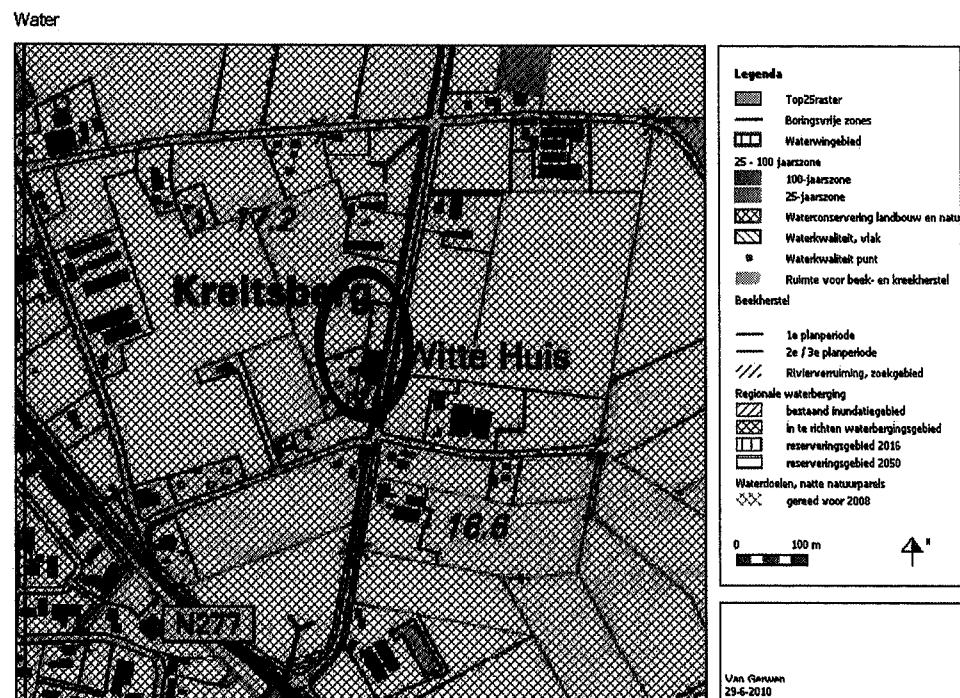 Water
17.2
Kreitsberg
Witte Huis
16.6
N277
Legenda
Top25raster
Boringsvrije zones
Waterwingebied
25 - 100 jaarszone
100-jaarszone
25-jaarszone
Waterconservering landbouw en natu
Waterkwaliteit, vlak
Waterkwaliteit punt
Ruimte voor beek- en kreekherstel
Beekherstel
1e planperiode
2e / 3e planperiode
Rivierverruiming, zoekgebied
Regionale waterberging
bestaand inundatiegebied
in te richten waterbergingsgebied
reserveringsgebied 2016
reserveringsgebied 2050
Waterdoelen, natte natuurparels
gereed voor 2008
0 100 m
N
Van Gerwen
29-6-2010